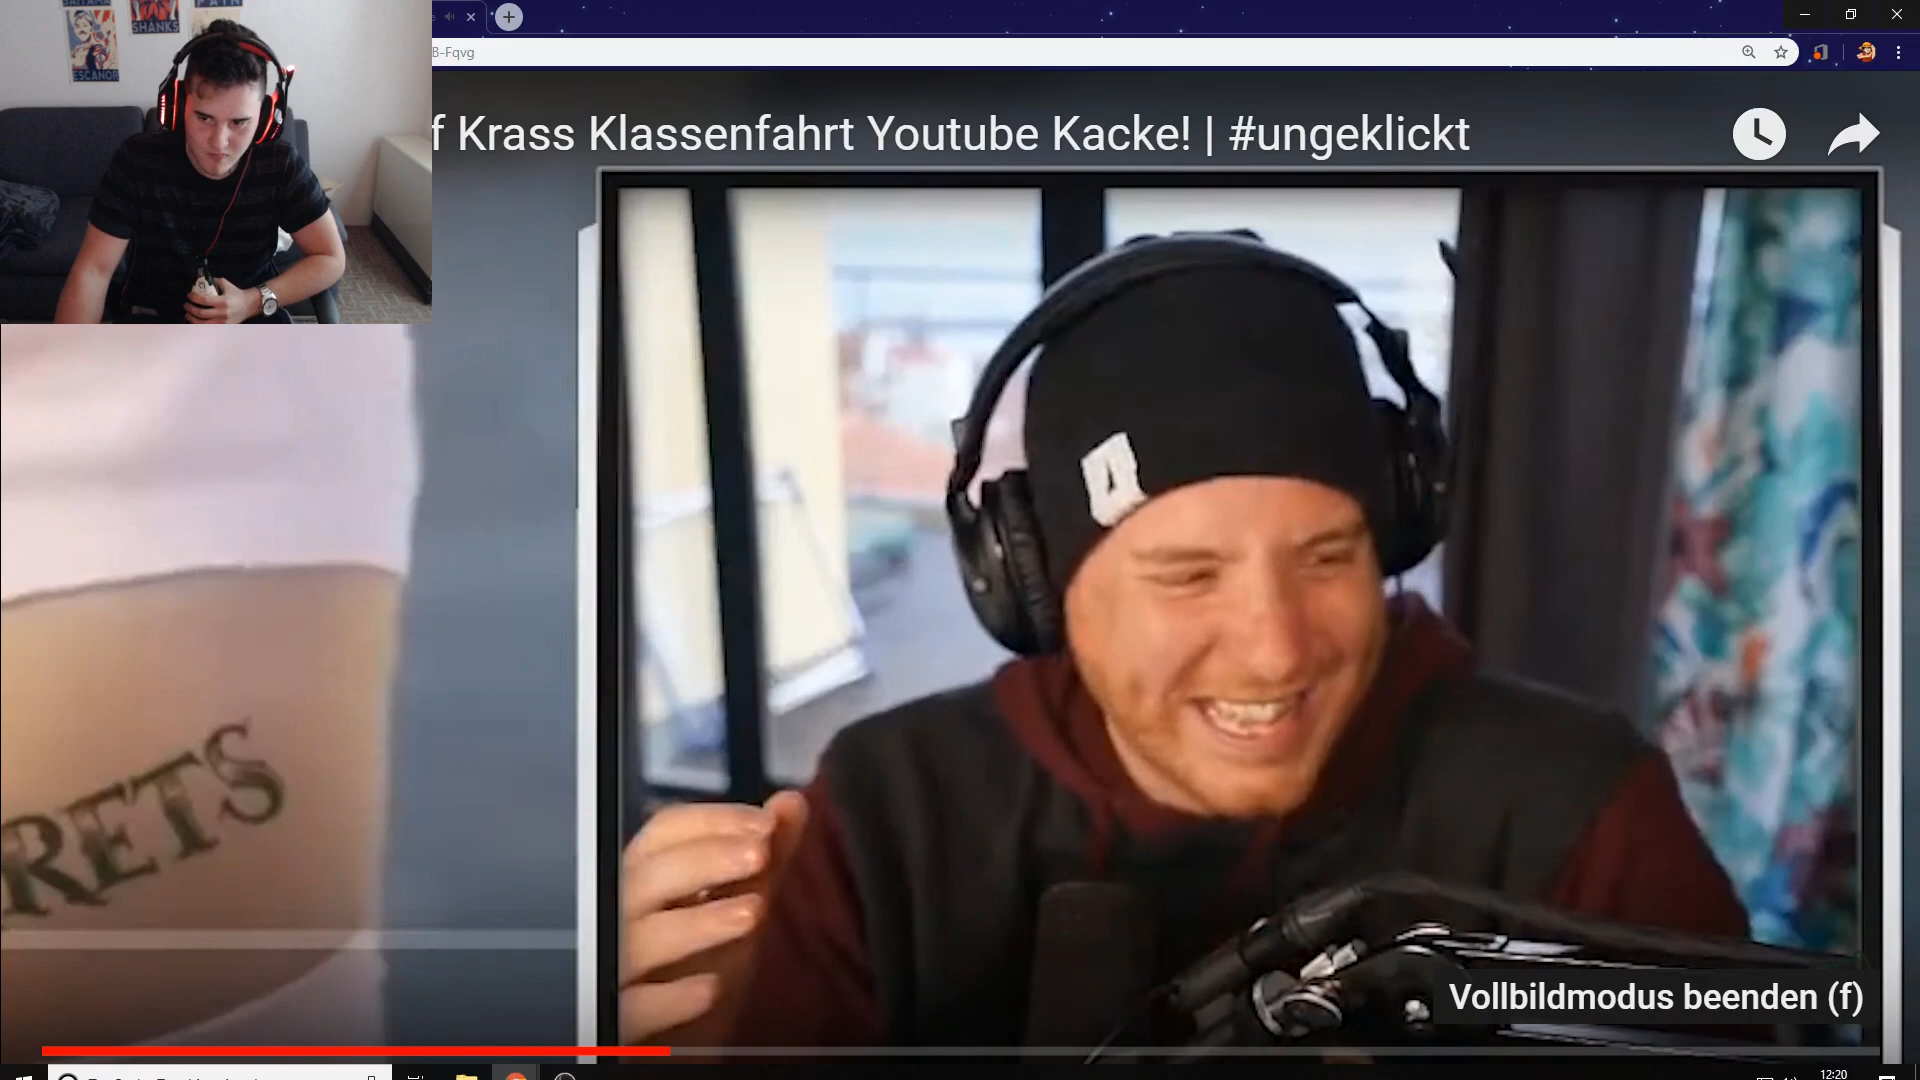 SHANKS
ESCANOR
B-Fqvg
f Krass Klassenfahrt Youtube Kacke! | #ungeklickt
RETS
Vollbildmodus beenden (f)
12:20